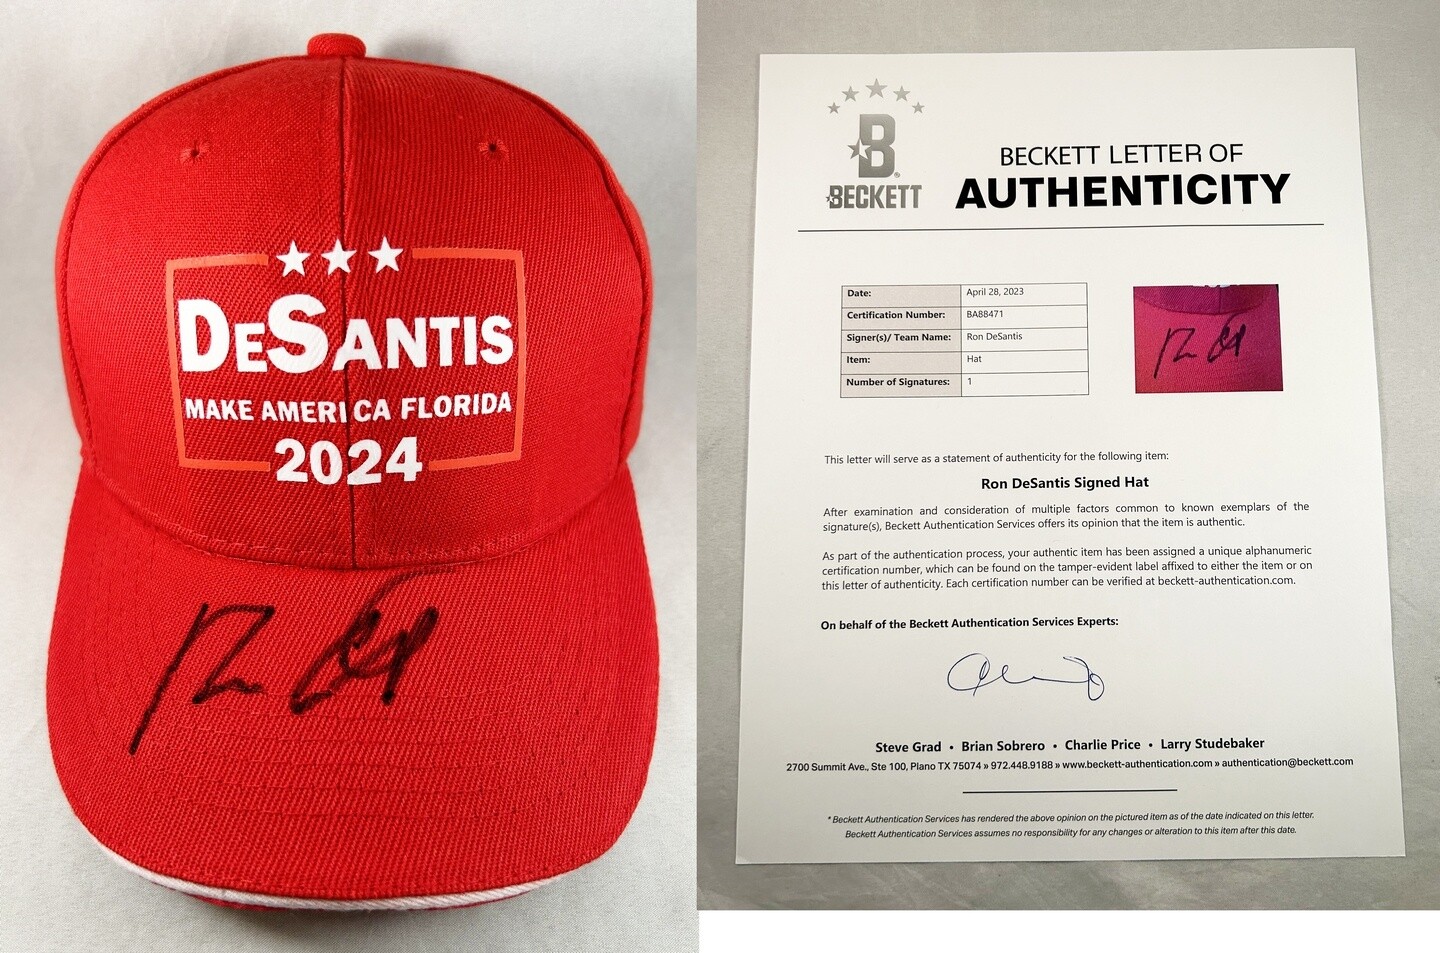 DeSantis
MAKE AMERICA FLORIDA
2024
B®
BECKETT
BECKETT LETTER OF
AUTHENTICITY
Date: April 28, 2023
Certification Number: BA88471
Signer(s)/ Team Name: Ron DeSantis
Item: Hat
Number of Signatures: 1
This letter will serve as a statement of authenticity for the following item:
Ron DeSantis Signed Hat
After examination and consideration of multiple factors common to known exemplars of the
signature(s), Beckett Authentication Services offers its opinion that the item is authentic.
As part of the authentication process, your authentic item has been assigned a unique alphanumeric
certification number, which can be found on the tamper-evident label affixed to either the item or on
this letter of authenticity. Each certification number can be verified at beckett-authentication.com.
On behalf of the Beckett Authentication Services Experts:
Steve Grad • Brian Sobrero • Charlie Price • Larry Studebaker
2700 Summit Ave., Ste 100, Plano TX 75074 » 972.448.9188 » www.beckett-authentication.com » authentication@beckett.com
* Beckett Authentication Services has rendered the above opinion on the pictured item as of the date indicated on this letter.
Beckett Authentication Services assumes no responsibility for any changes or alteration to this item after this date.